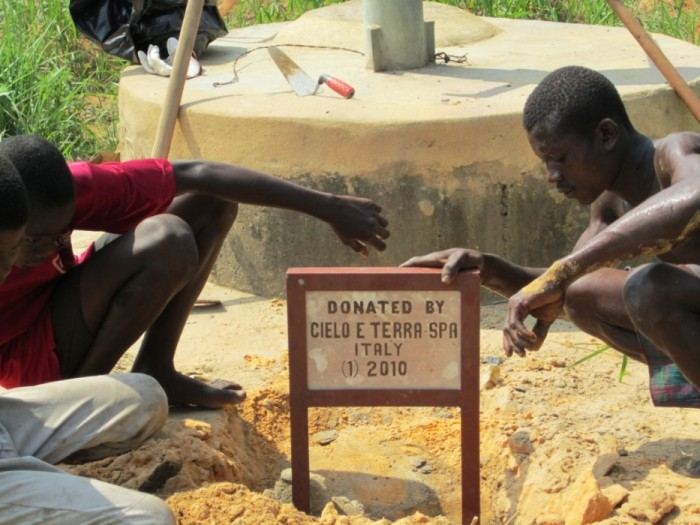 DONATED BY
CIELO E TERRA-SPA
ITALY
(1) 2010